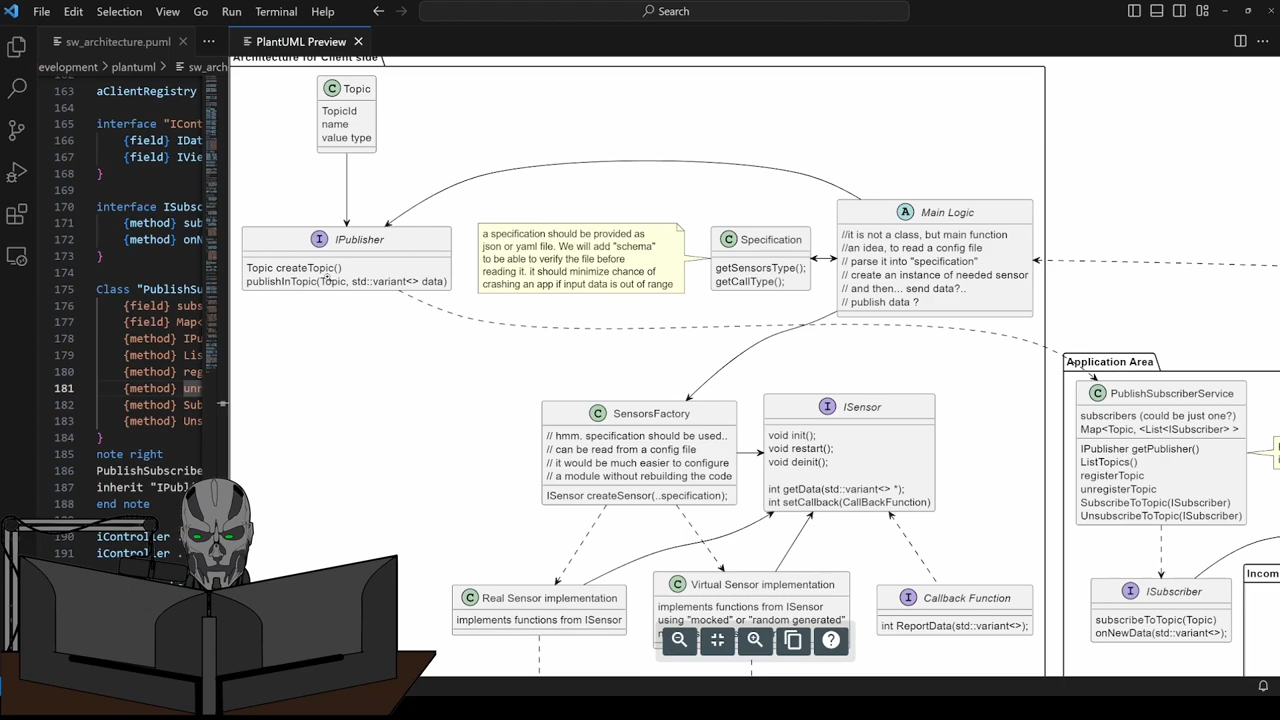 File Edit Selection View Go Run Terminal Help
Search
sw_architecture.puml
PlantUML Preview
evelopment > plantuml > sw_arch
163 aClientRegistry
164
165 interface "ICont
166 {field} IDat
167 {field} IVie
168 }
169
170 interface ISubsc
171 {method} sub
172 {method} onN
173 }
174
175 Class "PublishSu
176 {field} subs
177 {field} Map<
178 {method} IPu
179 {method} Lis
180 {method} reg
181 {method} unr
182 {method} Sub
183 {method} Uns
184 }
185 note right
186 PublishSubscribe
187 inherit "IPubl
188 end note
190 iController
191 iController .
Architecture for Client side
C Topic
TopicId
name
value type
I IPublisher
Topic createTopic()
publishInTopic(Topic, std::variant<> data)
a specification should be provided as
json or yaml file. We will add "schema"
to be able to verify the file before
reading it. it should minimize chance of
crashing an app if input data is out of range
C Specification
getSensorsType();
getCallType();
A Main Logic
//it is not a class, but main function
//an idea, to read a config file
// parse it into "specification"
// create an instance of needed sensor
// and then... send data?..
// publish data ?
C SensorsFactory
// hmm. specification should be used..
// can be read from a config file
// it would be much easier to configure
// a module without rebuilding the code
ISensor createSensor(..specification);
I ISensor
void init();
void restart();
void deinit();
int getData(std::variant<> *);
int setCallback(CallBackFunction)
C Real Sensor implementation
implements functions from ISensor
C Virtual Sensor implementation
implements functions from ISensor
using "mocked" or "random generated"
I Callback Function
int ReportData(std::variant<>);
Application Area
C PublishSubscriberService
subscribers (could be just one?)
Map<Topic, <List<ISubscriber> >
IPublisher getPublisher()
ListTopics()
registerTopic
unregisterTopic
SubscribeToTopic(ISubscriber)
UnsubscribeToTopic(ISubscriber)
Incom
I ISubscriber
subscribeToTopic(Topic)
onNewData(std::variant<>);